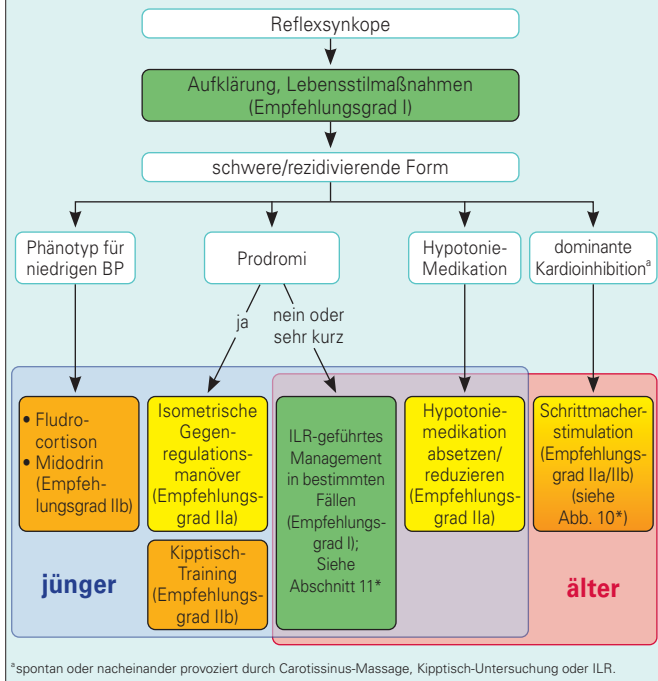 Reflexsynkope
Aufklärung, Lebensstilmaßnahmen
(Empfehlungsgrad I)
schwere/rezidivierende Form
Phänotyp für
niedrigen BP
Prodromi
Hypotonie-
Medikation
dominante
Kardioinhibitionᵃ
ja
nein oder
sehr kurz
• Fludro-
cortison
• Midodrin
(Empfeh-
lungsgrad IIb)
Isometrische
Gegen-
regulations-
manöver
(Empfehlungs-
grad IIa)
Kipptisch-
Training
(Empfehlungs-
grad IIb)
ILR-geführtes
Management
in bestimmten
Fällen
(Empfehlungs-
grad I);
Siehe
Abschnitt 11*
Hypotonie-
medikation
absetzen/
reduzieren
(Empfehlungs-
grad IIa)
Schrittmacher-
stimulation
(Empfehlungs-
grad IIa/IIb)
(siehe
Abb. 10*)
jünger
älter
ᵃspontan oder nacheinander provoziert durch Carotissinus-Massage, Kipptisch-Untersuchung oder ILR.